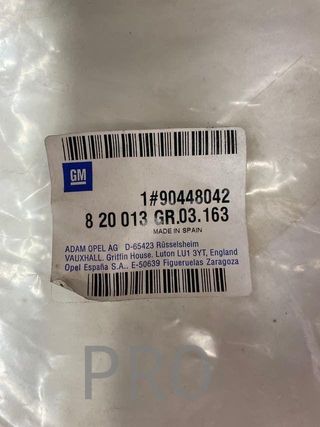 GM
1#90448042
8 20 013 GR.03.163
MADE IN SPAIN
ADAM OPEL AG D-65423 Rüsselsheim
VAUXHALL. Griffin House. Luton LU1 3YT, England
Opel España S.A.. E-50639 Figueruelas Zaragoza
PRO